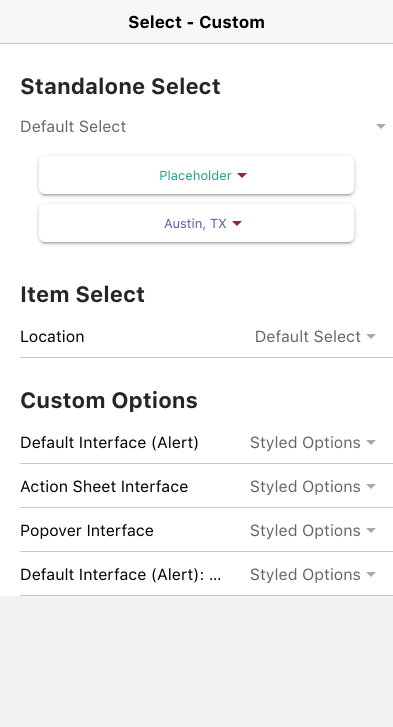 Select - Custom
Standalone Select
Default Select
Placeholder
Austin, TX
Item Select
Location Default Select
Custom Options
Default Interface (Alert) Styled Options
Action Sheet Interface Styled Options
Popover Interface Styled Options
Default Interface (Alert): ... Styled Options